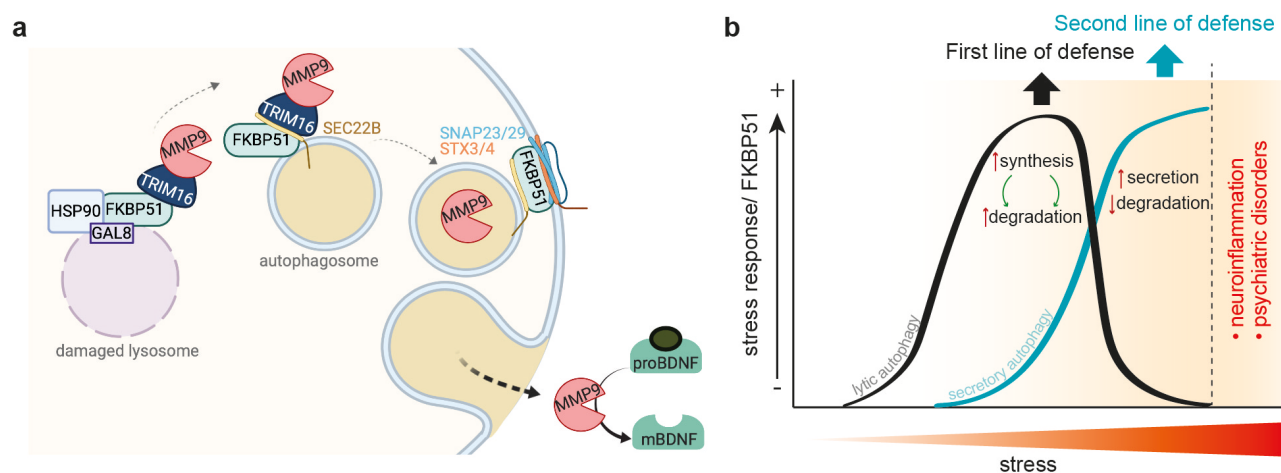 a
MMP9
TRIM16
FKBP51
SEC22B
MMP9
TRIM16
HSP90
FKBP51
GAL8
damaged lysosome
autophagosome
SNAP23/29
STX3/4
FKBP51
MMP9
proBDNF
MMP9
mBDNF
b
Second line of defense
First line of defense
+
stress response/ FKBP51
-
synthesis
degradation
secretion
degradation
lytic autophagy
secretory autophagy
• neuroinflammation
• psychiatric disorders
stress